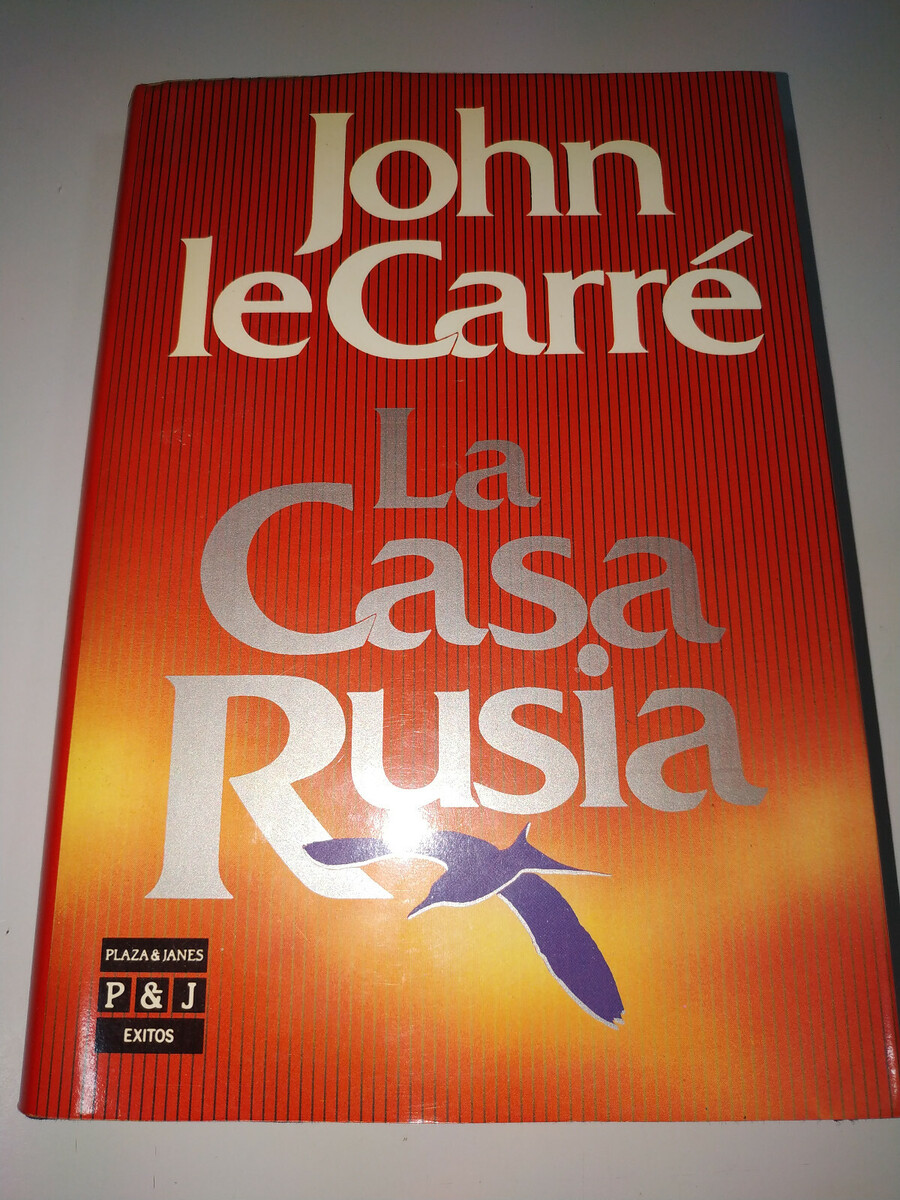 John
le Carré
La
Casa
Rusia
PLAZA & JANES
P & J
EXITOS